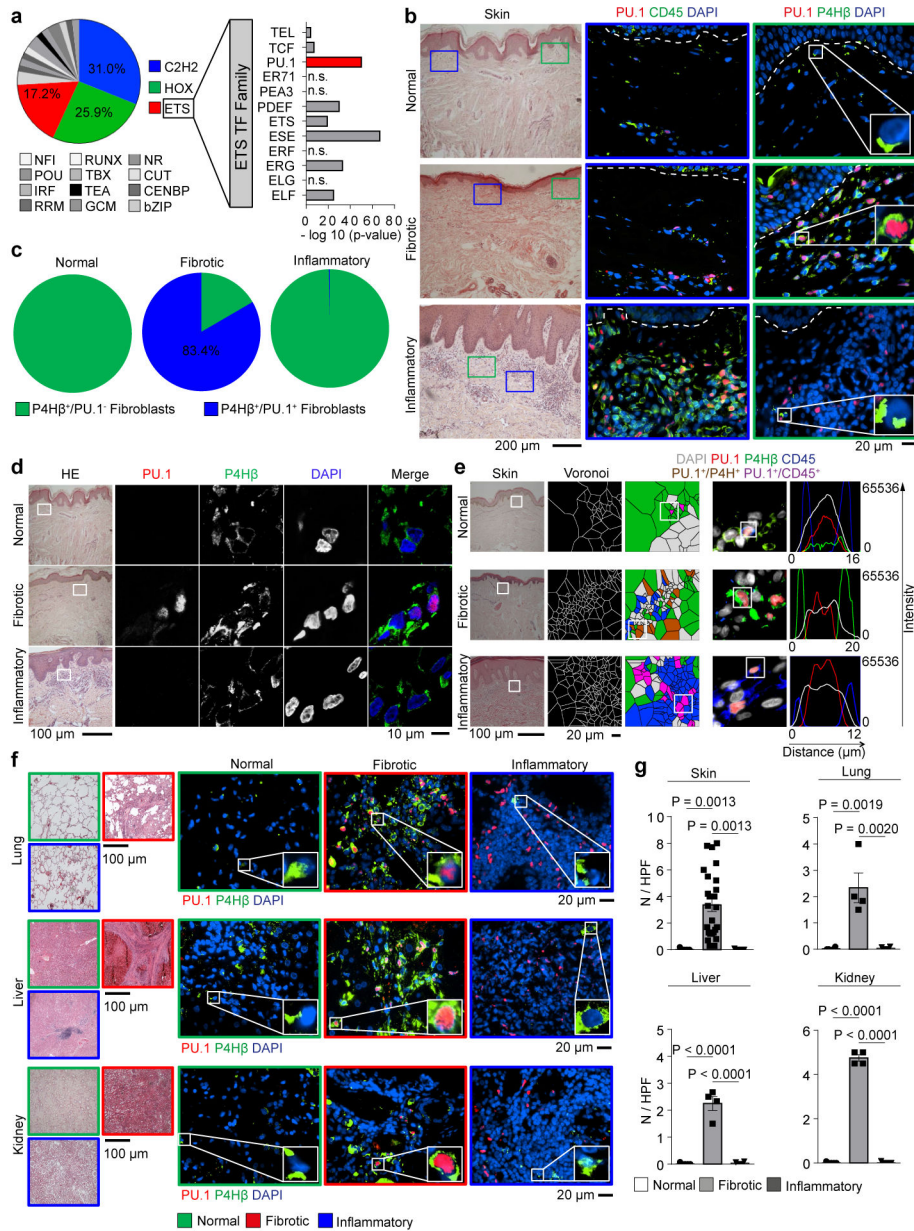 a
31.0%
17.2%
25.9%
C2H2
HOX
ETS
NFI RUNX NR
POU TBX CUT
IRF TEA CENBP
RRM GCM bZIP
ETS TF Family
TEL
TCF
PU.1
ER71 n.s.
PEA3 n.s.
PDEF
ETS
ESE
ERF n.s.
ERG
ELG n.s.
ELF
0 20 40 60 80
- log 10 (p-value)
b
Skin
PU.1 CD45 DAPI
PU.1 P4Hβ DAPI
Normal
Fibrotic
Inflammatory
200 µm
20 µm
c
Normal
Fibrotic
Inflammatory
83.4%
P4Hβ⁺/PU.1⁻ Fibroblasts
P4Hβ⁺/PU.1⁺ Fibroblasts
d
HE
PU.1
P4Hβ
DAPI
Merge
Normal
Fibrotic
Inflammatory
100 µm
10 µm
e
DAPI PU.1 P4Hβ CD45
Skin Voronoi PU.1⁺/P4H⁺ PU.1⁺/CD45⁺
Normal
Fibrotic
Inflammatory
65536
0
0 16
65536
0
0 20
65536
0
0 12
Intensity
100 µm
20 µm
Distance (µm)
f
Normal
Fibrotic
Inflammatory
Lung
100 µm
PU.1 P4Hβ DAPI
20 µm
Liver
100 µm
PU.1 P4Hβ DAPI
20 µm
Kidney
100 µm
PU.1 P4Hβ DAPI
20 µm
Normal
Fibrotic
Inflammatory
g
Skin
P = 0.0013
P = 0.0013
N / HPF
10
8
6
4
2
0
Lung
P = 0.0019
P = 0.0020
5
4
3
2
1
0
Liver
P < 0.0001
P < 0.0001
N / HPF
5
4
3
2
1
0
Kidney
P < 0.0001
P < 0.0001
6
4
2
0
Normal
Fibrotic
Inflammatory